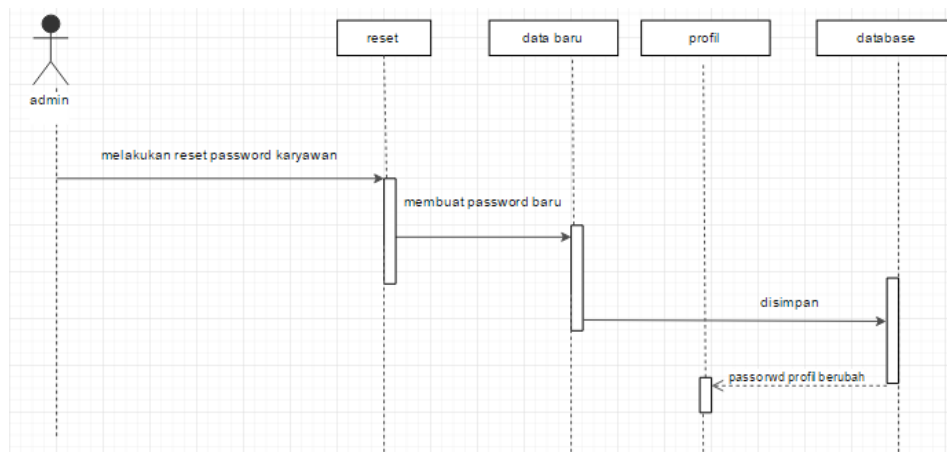 reset
data baru
profil
database
admin
melakukan reset password karyawan
membuat password baru
disimpan
passorwd profil berubah